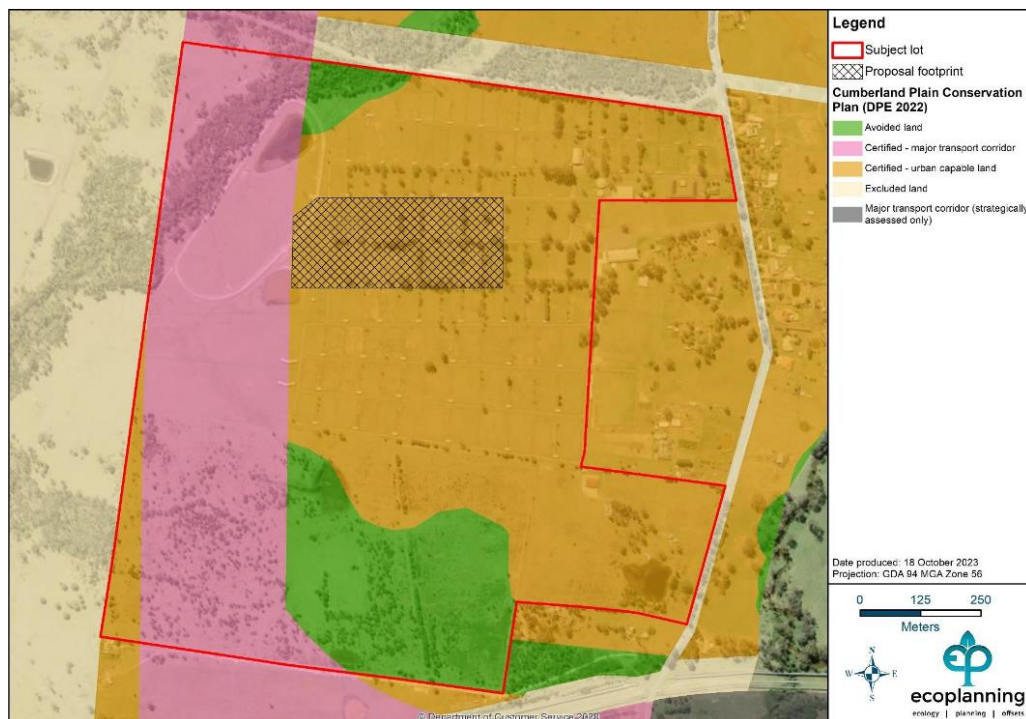 Legend
Subject lot
Proposal footprint
Cumberland Plain Conservation
Plan (DPE 2022)
Avoided land
Certified - major transport corridor
Certified - urban capable land
Excluded land
Major transport corridor (strategically
assessed only)
Date produced: 18 October 2023
Projection: GDA 94 MGA Zone 56
0 125 250
Meters
N
W E
S
ep
ecoplanning
ecology | planning | offsets
© Department of Customer Service 2020